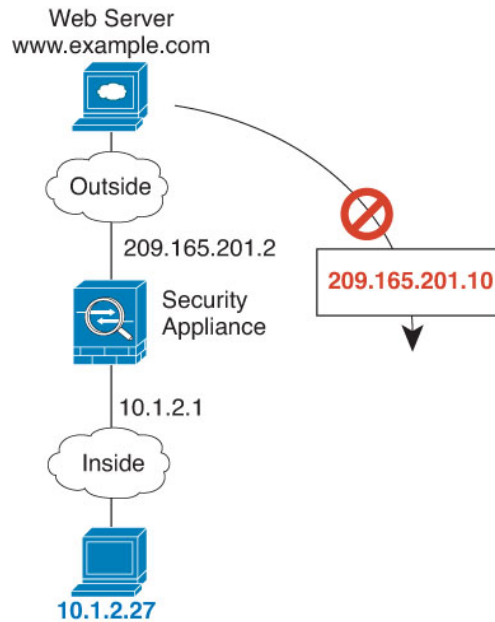 Web Server
www.example.com
Outside
209.165.201.2
209.165.201.10
Security
Appliance
10.1.2.1
Inside
10.1.2.27